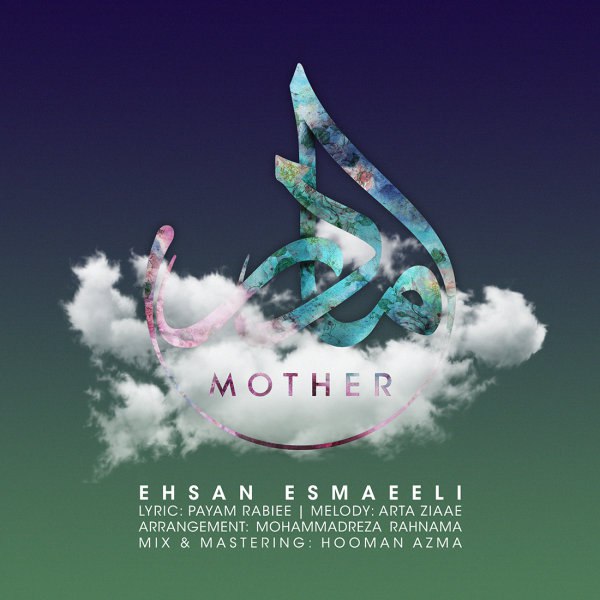 مادر
MOTHER
EHSAN ESMAEELI
LYRIC: PAYAM RABIEE | MELODY: ARTA ZIAAE
ARRANGEMENT: MOHAMMADREZA RAHNAMA
MIX & MASTERING: HOOMAN AZMA